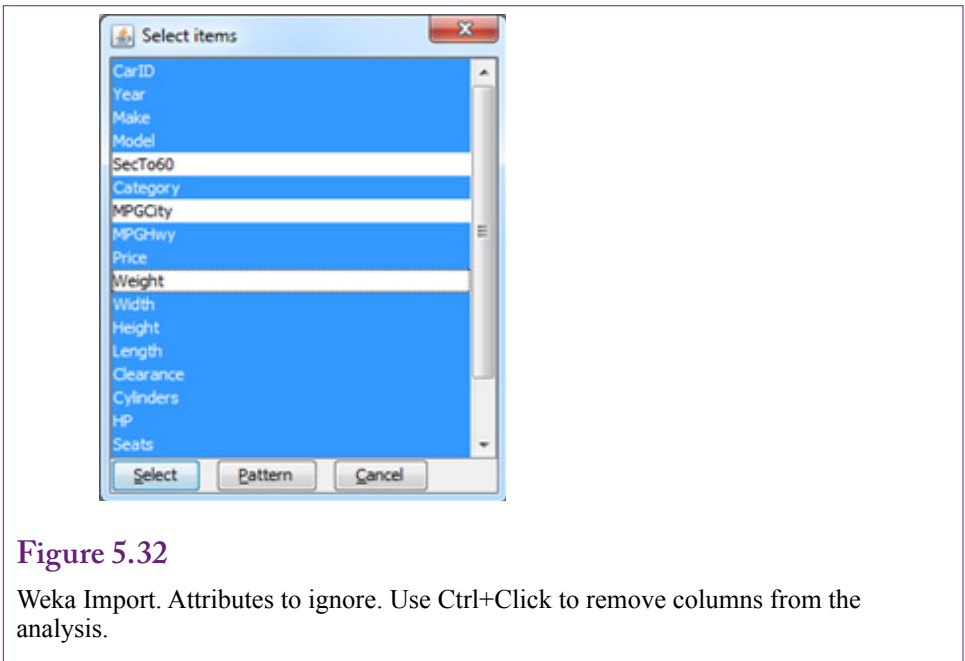 Select items
CarID
Year
Make
Model
SecTo60
Category
MPGCity
MPGHwy
Price
Weight
Width
Height
Length
Clearance
Cylinders
HP
Seats
Select Pattern Cancel
Figure 5.32
Weka Import. Attributes to ignore. Use Ctrl+Click to remove columns from the
analysis.